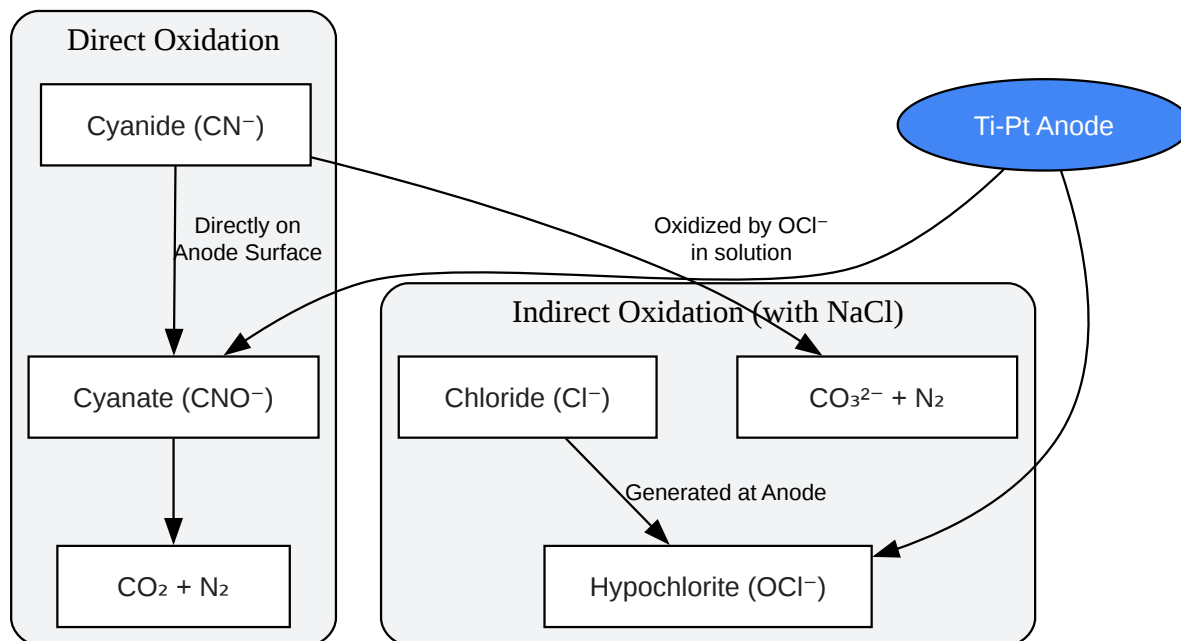 Direct Oxidation
Cyanide (CN⁻)
Ti-Pt Anode
Directly on
Anode Surface
Oxidized by OCl⁻
in solution
Indirect Oxidation (with NaCl)
Cyanate (CNO⁻)
Chloride (Cl⁻)
CO₃²⁻ + N₂
Generated at Anode
CO₂ + N₂
Hypochlorite (OCl⁻)